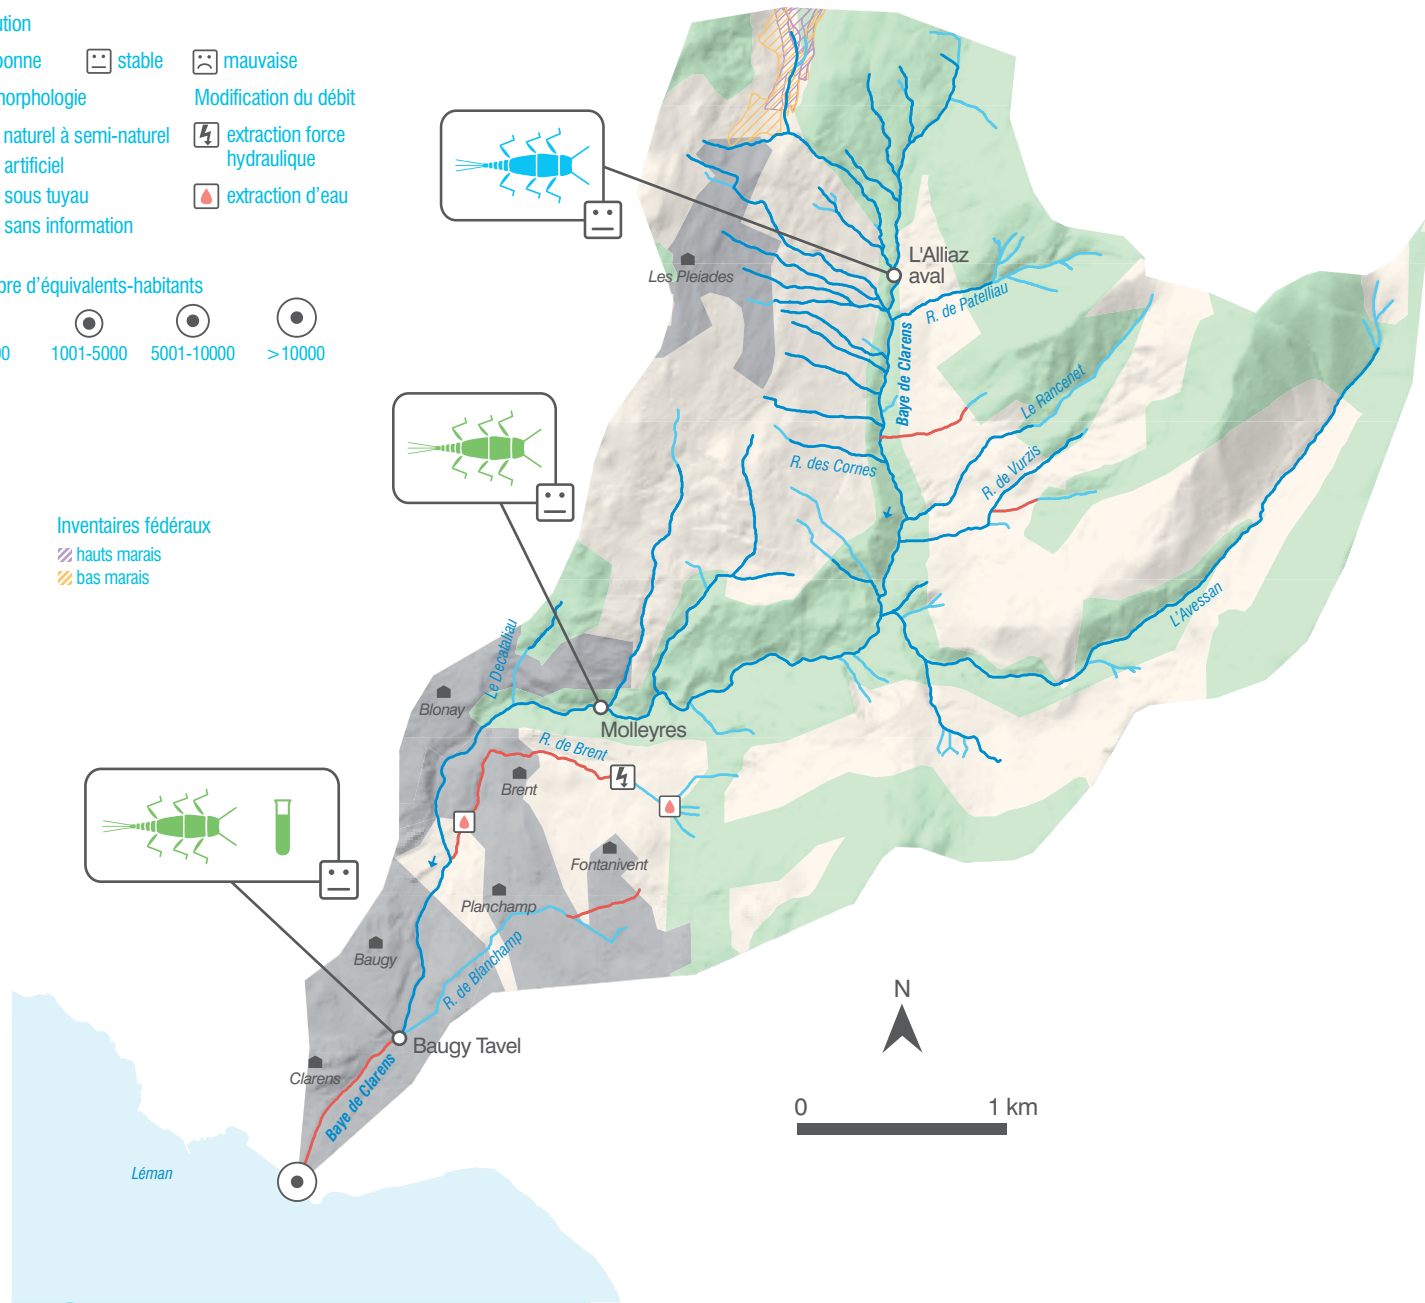 ution
bonne
stable
mauvaise
morphologie
Modification du débit
naturel à semi-naturel
artificiel
sous tuyau
sans information
extraction force
hydraulique
extraction d'eau
bre d'équivalents-habitants
00
1001-5000
5001-10000
>10000
Inventaires fédéraux
hauts marais
bas marais
Les Pleiades
L'Alliaz
aval
R. de Patelliau
Baye de Clarens
Le Rancenet
R. des Cornes
R. de Vurzis
L'Avessan
Le Decataliau
Blonay
Molleyres
R. de Brent
Brent
Fontanivent
Planchamp
Baugy
R. de Blanchamp
Baugy Tavel
Clarens
Baye de Clarens
Léman
N
0
1 km